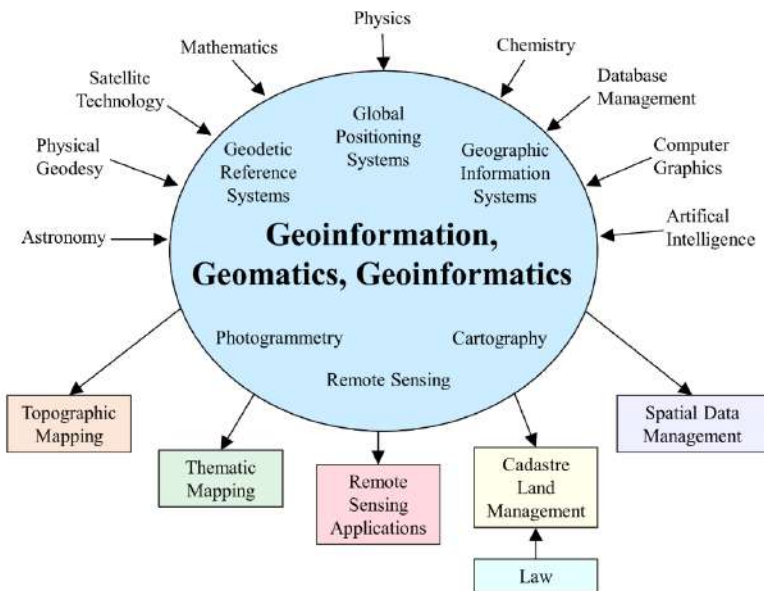 Physics
Mathematics
Chemistry
Satellite
Technology
Database
Management
Physical
Geodesy
Computer
Graphics
Astronomy
Artifical
Intelligence
Geodetic
Reference
Systems
Global
Positioning
Systems
Geographic
Information
Systems
Geoinformation,
Geomatics, Geoinformatics
Photogrammetry
Cartography
Remote Sensing
Topographic
Mapping
Thematic
Mapping
Remote
Sensing
Applications
Cadastre
Land
Management
Spatial Data
Management
Law